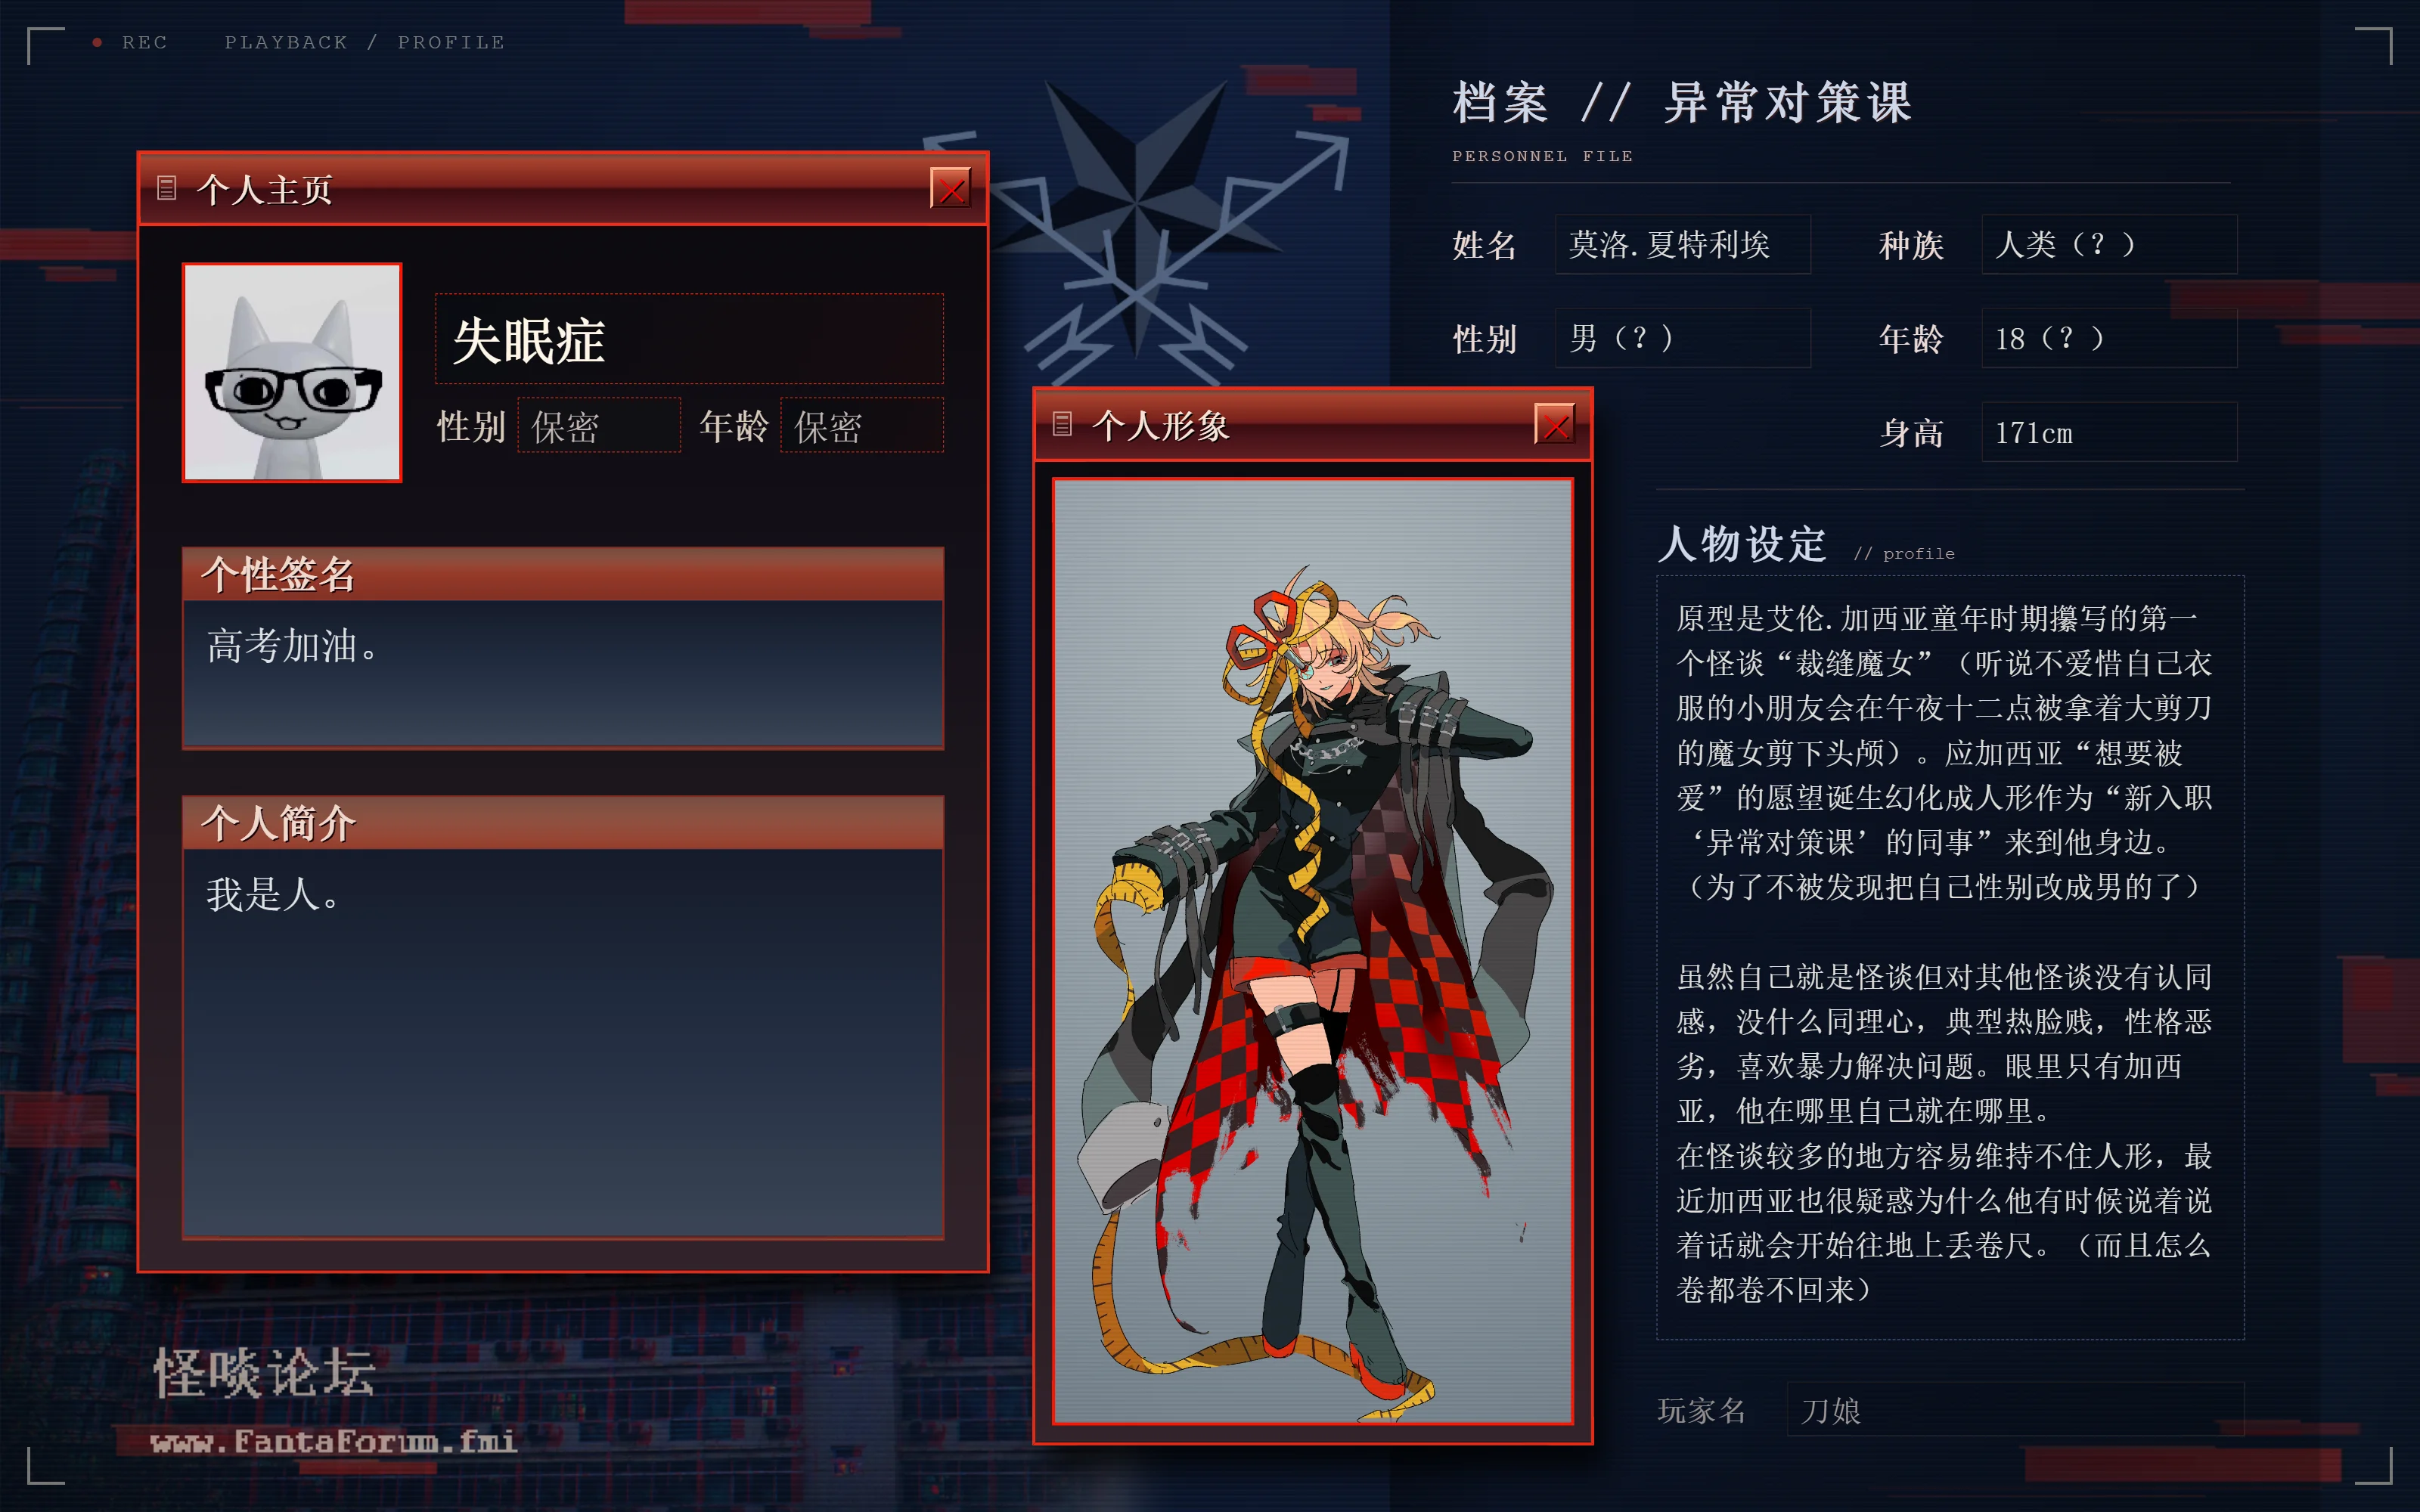 REC PLAYBACK / PROFILE
个人主页
失眠症
性别 保密 年龄 保密
个性签名
高考加油。
个人简介
我是人。
怪啖论坛
www.FantaForum.fmi
个人形象
档案 // 异常对策课
PERSONNEL FILE
姓名 莫洛.夏特利埃 种族 人类（？）
性别 男（？） 年龄 18（？）
身高 171cm
人物设定 // profile
原型是艾伦.加西亚童年时期攥写的第一
个怪谈“裁缝魔女”（听说不爱惜自己衣
服的小朋友会在午夜十二点被拿着大剪刀
的魔女剪下头颅）。应加西亚“想要被
爱”的愿望诞生幻化成人形作为“新入职
‘异常对策课’的同事”来到他身边。
（为了不被发现把自己性别改成男的了）
虽然自己就是怪谈但对其他怪谈没有认同
感，没什么同理心，典型热脸贱，性格恶
劣，喜欢暴力解决问题。眼里只有加西
亚，他在哪里自己就在哪里。
在怪谈较多的地方容易维持不住人形，最
近加西亚也很疑惑为什么他有时候说着说
着话就会开始往地上丢卷尺。（而且怎么
卷都卷不回来）
玩家名 刀娘